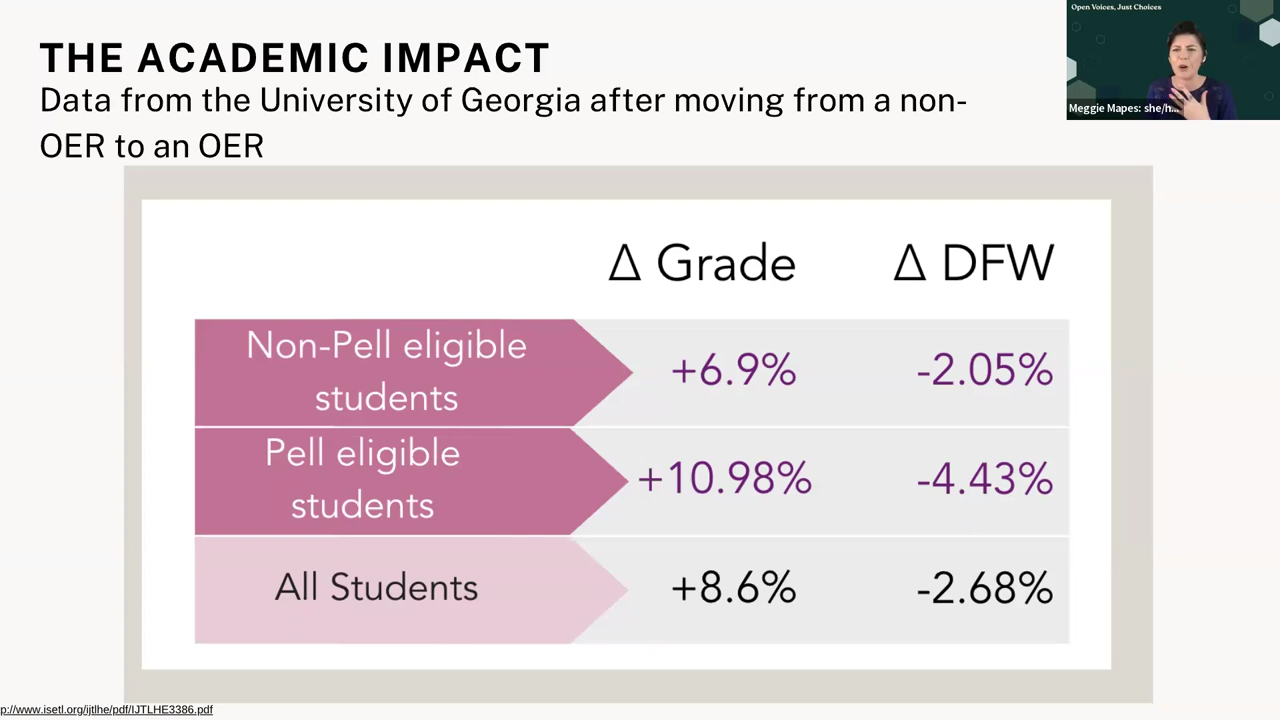 THE ACADEMIC IMPACT
Data from the University of Georgia after moving from a non-
OER to an OER
Open Voices, Just Choices
Meggie Mapes: she/h...
Δ Grade Δ DFW
Non-Pell eligible
students
+6.9% -2.05%
Pell eligible
students
+10.98% -4.43%
All Students +8.6% -2.68%
p://www.isetl.org/ijtlhe/pdf/IJTLHE3386.pdf